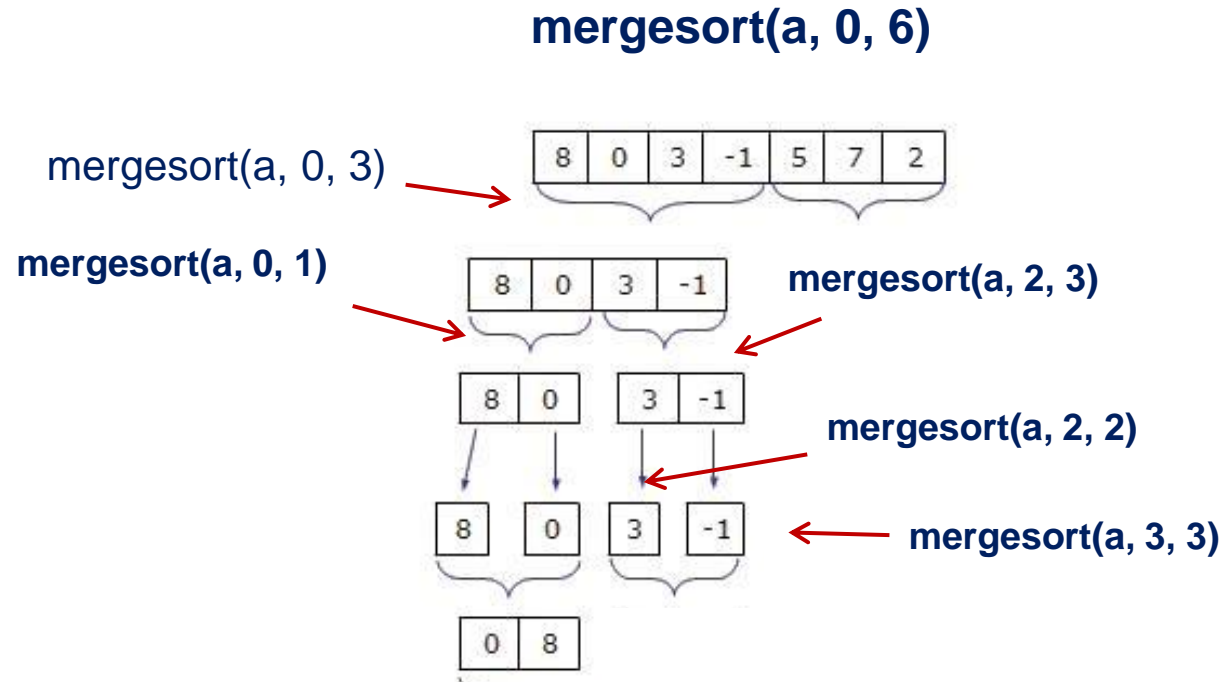 mergesort(a, 0, 6)
mergesort(a, 0, 3)
8 0 3 -1 5 7 2
mergesort(a, 0, 1)
8 0 3 -1
mergesort(a, 2, 3)
8 0
3 -1
mergesort(a, 2, 2)
8 0 3 -1
mergesort(a, 3, 3)
0 8